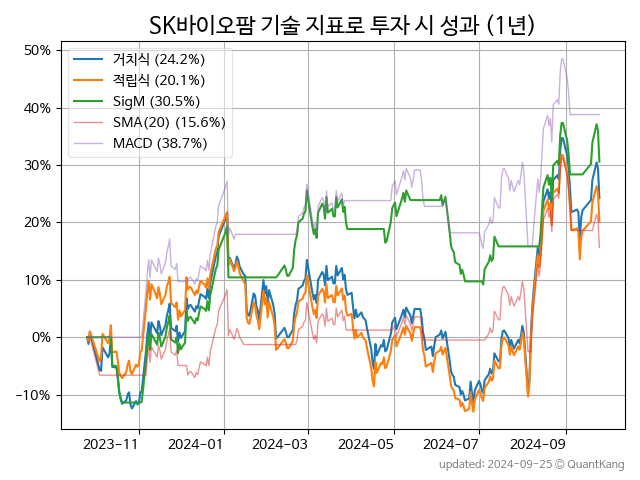 SK바이오팜 기술 지표로 투자 시 성과 (1년)
50%
40%
30%
20%
10%
0%
−10%
거치식 (24.2%)
적립식 (20.1%)
SigM (30.5%)
SMA(20) (15.6%)
MACD (38.7%)
2023-11
2024-01
2024-03
2024-05
2024-07
2024-09
updated: 2024-09-25 © QuantKang